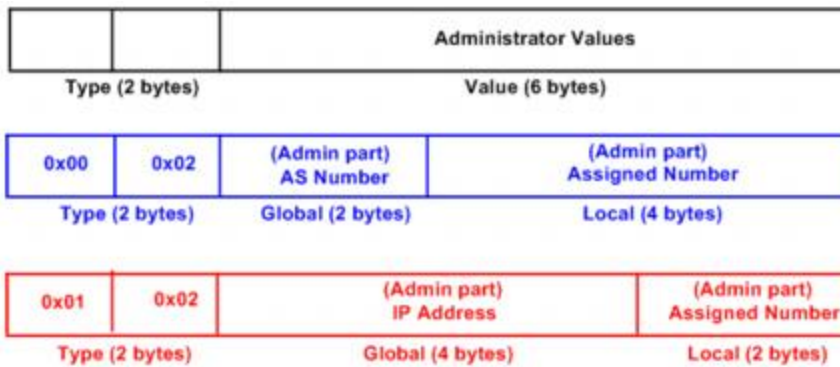 Administrator Values
Type (2 bytes) Value (6 bytes)
0x00 0x02 (Admin part) (Admin part)
AS Number Assigned Number
Type (2 bytes) Global (2 bytes) Local (4 bytes)
0x01 0x02 (Admin part) (Admin part)
IP Address Assigned Number
Type (2 bytes) Global (4 bytes) Local (2 bytes)